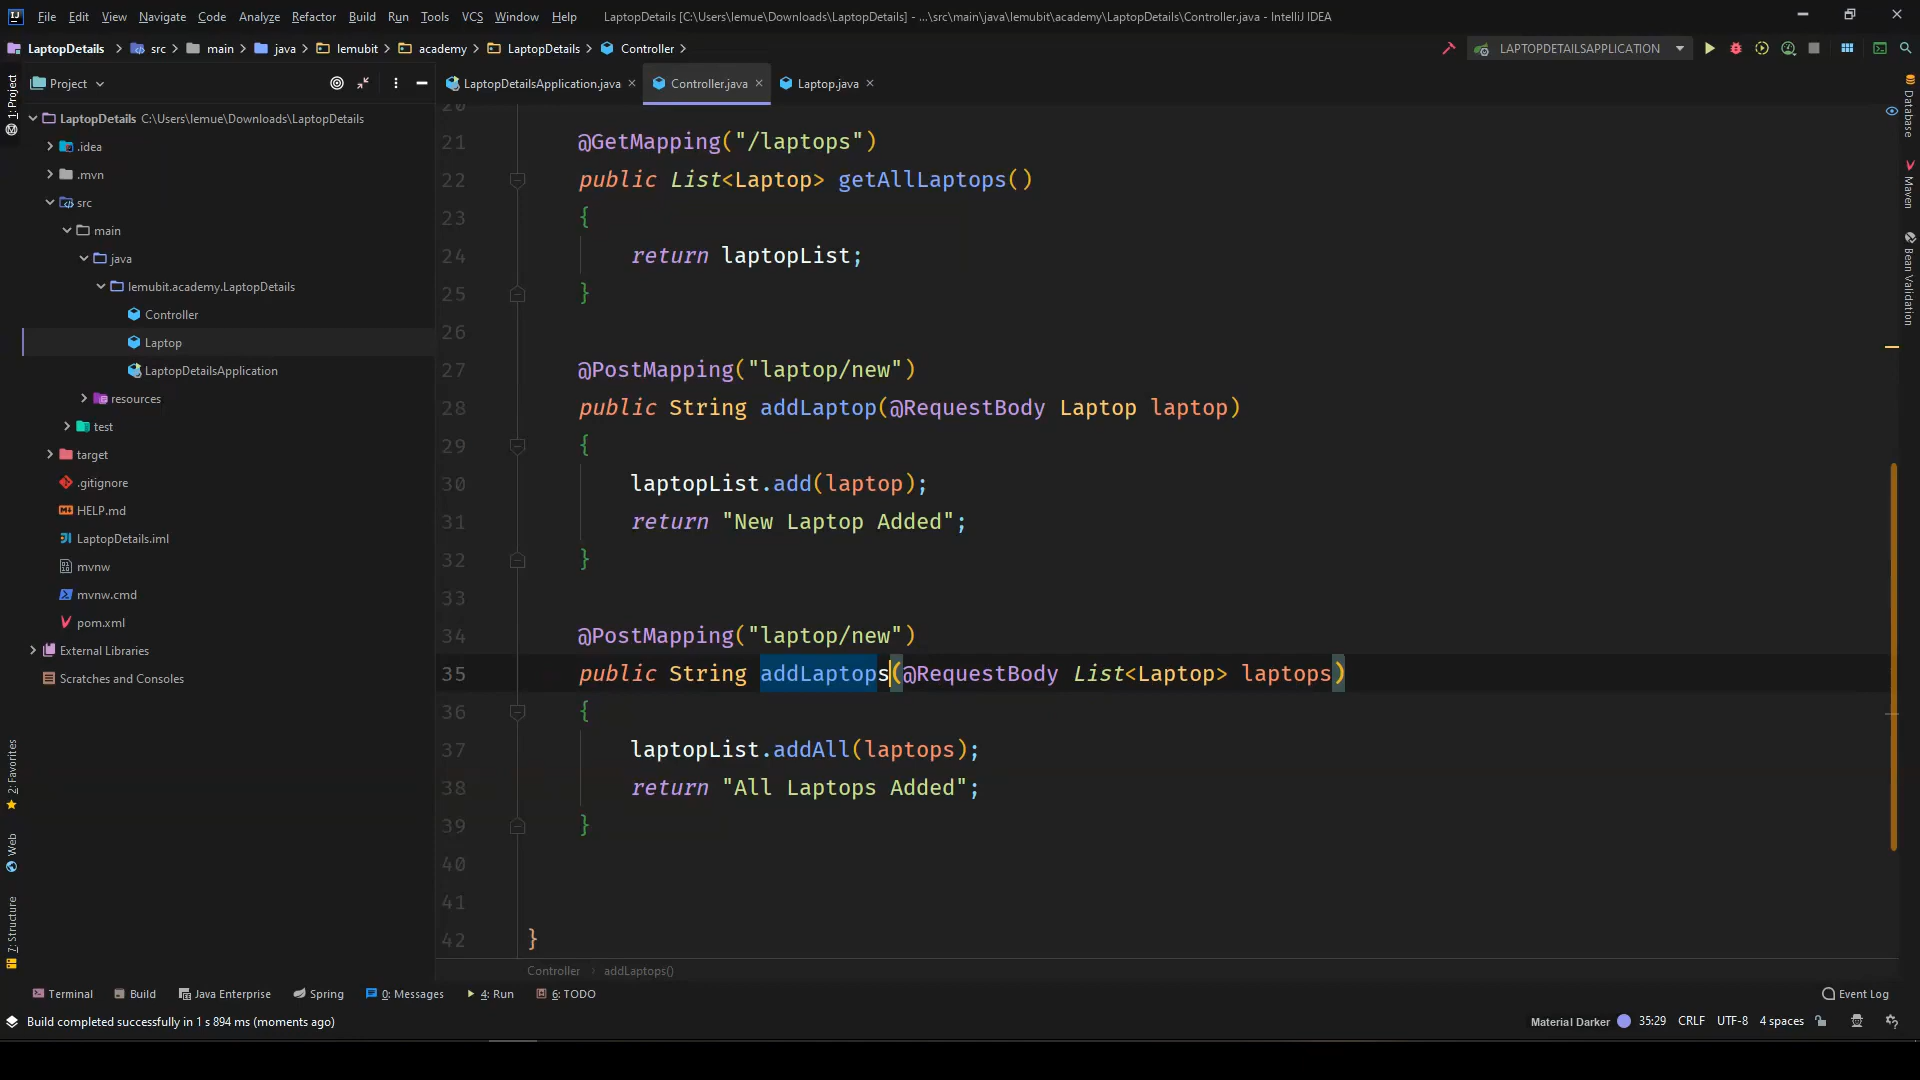 File Edit View Navigate Code Analyze Refactor Build Run Tools VCS Window Help LaptopDetails [C:\Users\lemue\Downloads\LaptopDetails] - ...\src\main\java\lemubit\academy\LaptopDetails\Controller.java - IntelliJ IDEA
LaptopDetails src main java lemubit academy LaptopDetails Controller LAPTOPDETAILSAPPLICATION
Project LaptopDetailsApplication.java Controller.java Laptop.java
LaptopDetails C:\Users\lemue\Downloads\LaptopDetails
.idea
.mvn
src
main
java
lemubit.academy.LaptopDetails
Controller
Laptop
LaptopDetailsApplication
resources
test
target
.gitignore
HELP.md
LaptopDetails.iml
mvnw
mvnw.cmd
pom.xml
External Libraries
Scratches and Consoles
1: Project
2: Favorites
Web
7: Structure
20
21 @GetMapping("/laptops")
22 public List<Laptop> getAllLaptops()
23 {
24 return laptopList;
25 }
26
27 @PostMapping("laptop/new")
28 public String addLaptop(@RequestBody Laptop laptop)
29 {
30 laptopList.add(laptop);
31 return "New Laptop Added";
32 }
33
34 @PostMapping("laptop/new")
35 public String addLaptops(@RequestBody List<Laptop> laptops)
36 {
37 laptopList.addAll(laptops);
38 return "All Laptops Added";
39 }
40
41
42 }
Controller addLaptops()
Database
Maven
Bean Validation
Terminal Build Java Enterprise Spring 0: Messages 4: Run 6: TODO Event Log
Build completed successfully in 1 s 894 ms (moments ago) Material Darker 35:29 CRLF UTF-8 4 spaces